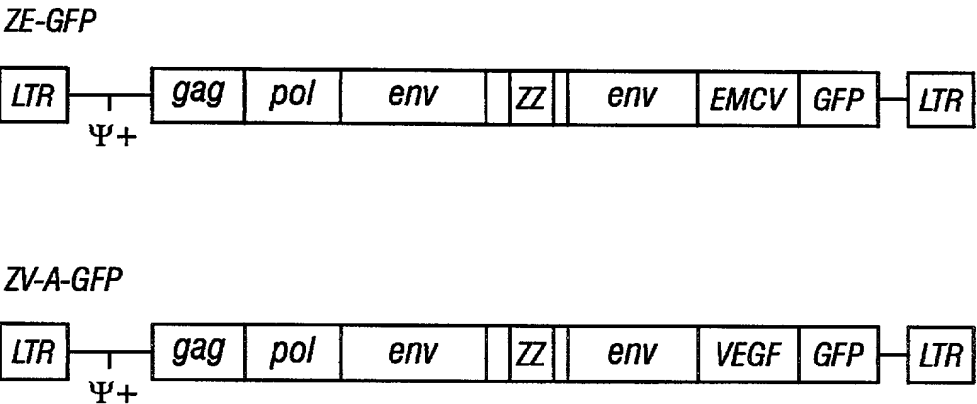 ZE-GFP
LTR gag pol env ZZ env EMCV GFP LTR
Ψ+
ZV-A-GFP
LTR gag pol env ZZ env VEGF GFP LTR
Ψ+